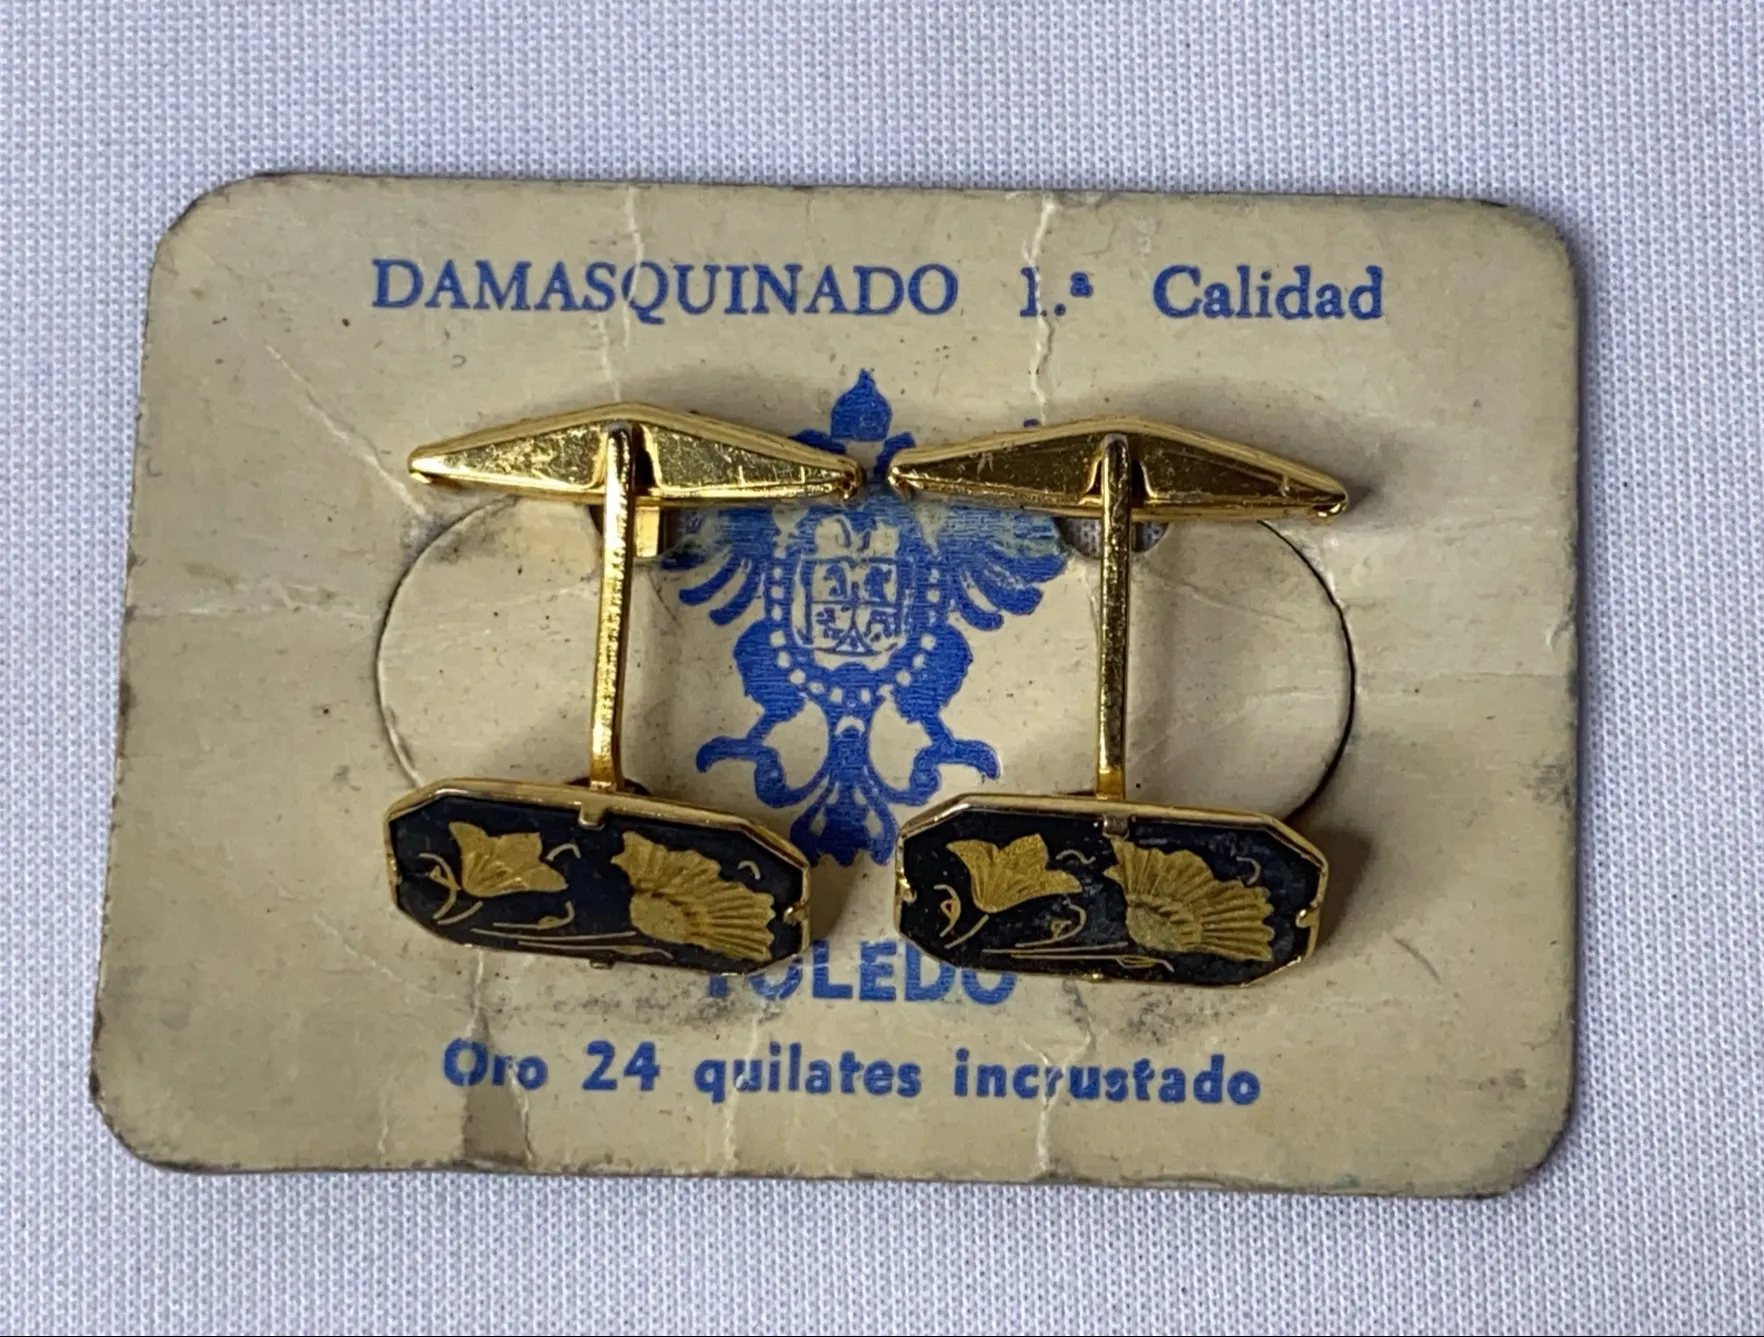 DAMASQUINADO 1.ª Calidad
TOLEDO
Oro 24 quilates incrustado